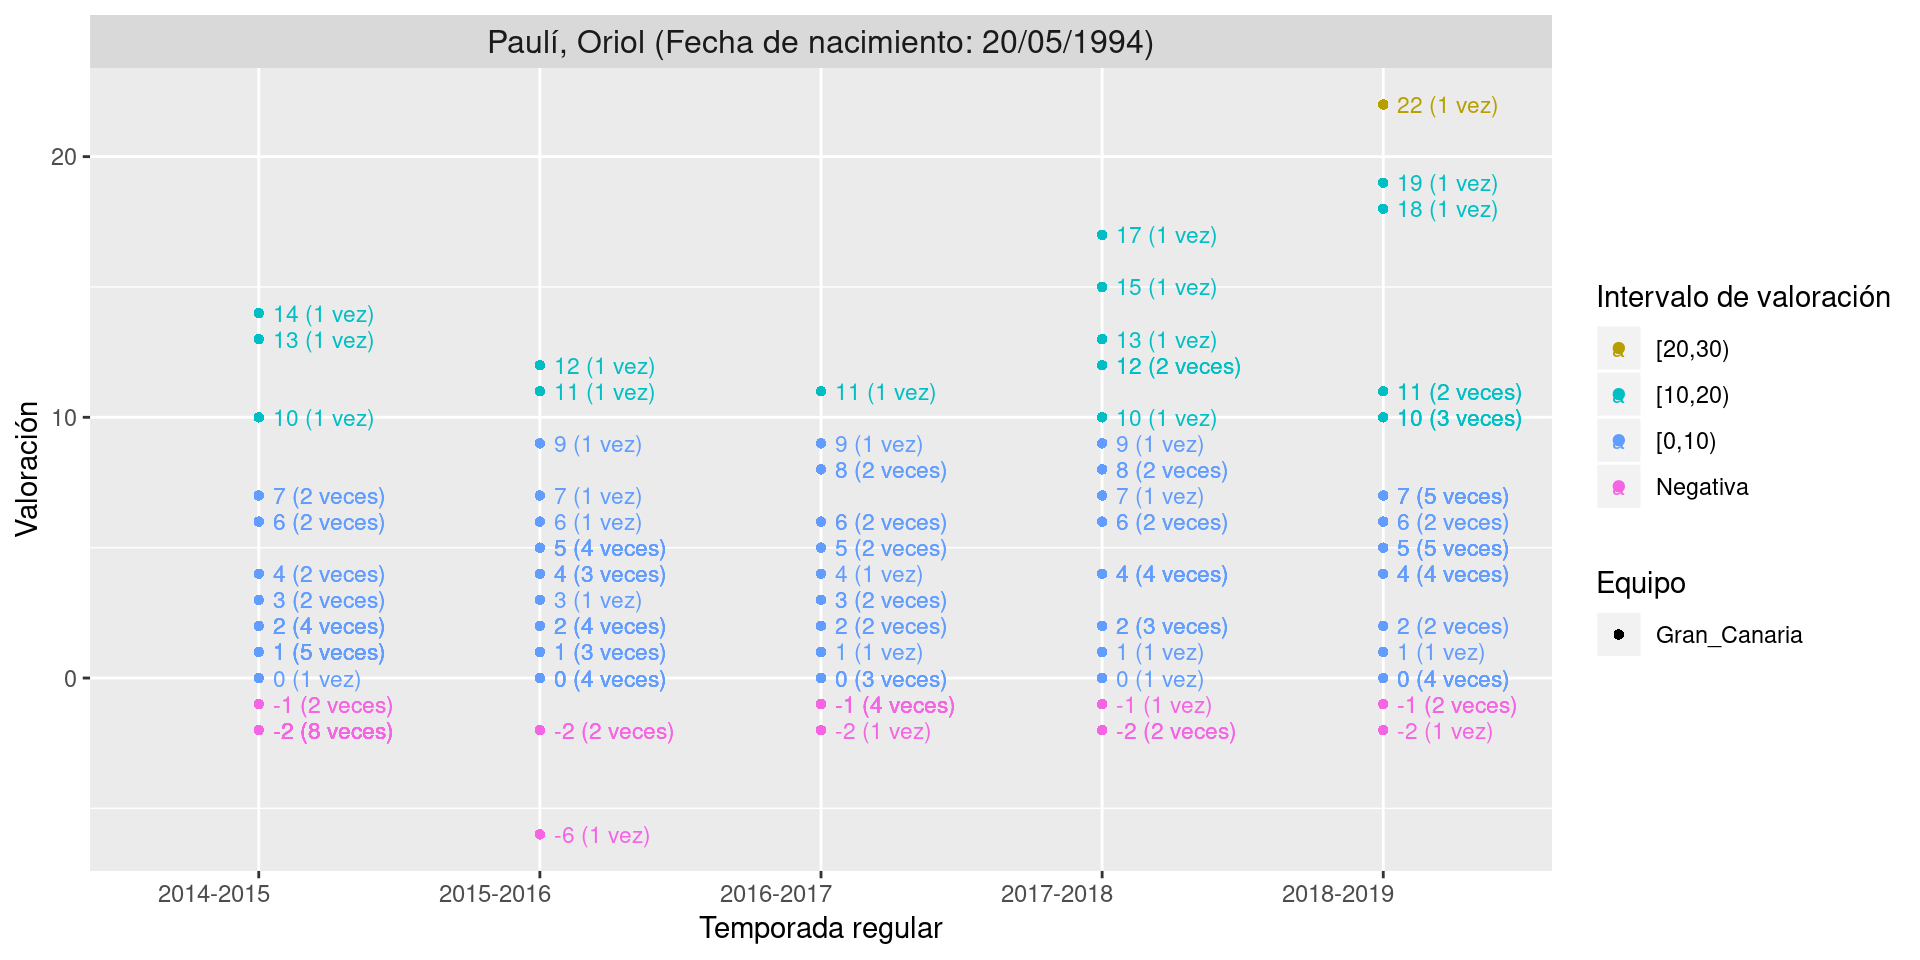 Paulí, Oriol (Fecha de nacimiento: 20/05/1994)
Valoración
20
10
0
14 (1 vez)
13 (1 vez)
10 (1 vez)
7 (2 veces)
6 (2 veces)
4 (2 veces)
3 (2 veces)
2 (4 veces)
1 (5 veces)
0 (1 vez)
-1 (2 veces)
-2 (8 veces)
12 (1 vez)
11 (1 vez)
9 (1 vez)
7 (1 vez)
6 (1 vez)
5 (4 veces)
4 (3 veces)
3 (1 vez)
2 (4 veces)
1 (3 veces)
0 (4 veces)
-2 (2 veces)
-6 (1 vez)
11 (1 vez)
9 (1 vez)
8 (2 veces)
6 (2 veces)
5 (2 veces)
4 (1 vez)
3 (2 veces)
2 (2 veces)
1 (1 vez)
0 (3 veces)
-1 (4 veces)
-2 (1 vez)
17 (1 vez)
15 (1 vez)
13 (1 vez)
12 (2 veces)
10 (1 vez)
9 (1 vez)
8 (2 veces)
7 (1 vez)
6 (2 veces)
4 (4 veces)
2 (3 veces)
1 (1 vez)
0 (1 vez)
-1 (1 vez)
-2 (2 veces)
22 (1 vez)
19 (1 vez)
18 (1 vez)
11 (2 veces)
10 (3 veces)
7 (5 veces)
6 (2 veces)
5 (5 veces)
4 (4 veces)
2 (2 veces)
1 (1 vez)
0 (4 veces)
-1 (2 veces)
-2 (1 vez)
2014-2015
2015-2016
2016-2017
2017-2018
2018-2019
Temporada regular
Intervalo de valoración
[20,30)
[10,20)
[0,10)
Negativa
Equipo
Gran_Canaria